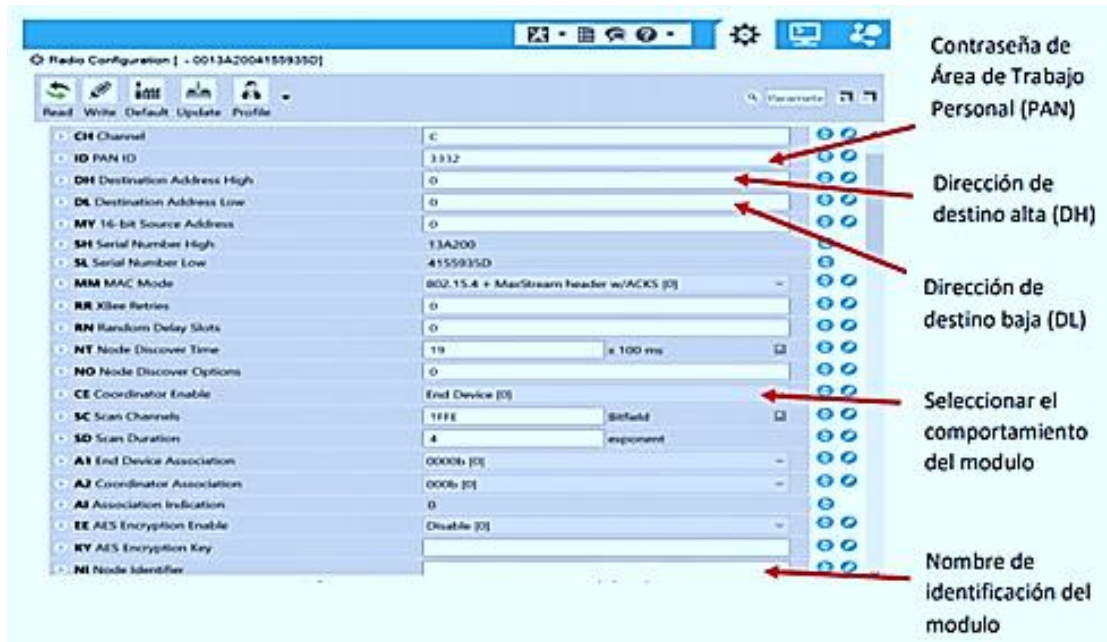 Radio Configuration [ - 0013A2004155935D]
Read Write Default Update Profile
CH Channel C
ID PAN ID 3332
DH Destination Address High 0
DL Destination Address Low 0
MY 16-bit Source Address 0
SH Serial Number High 13A200
SL Serial Number Low 4155935D
MM MAC Mode 802.15.4 + MaxStream header w/ACKS [0]
RR XBee Retries 0
RN Random Delay Slots 0
NT Node Discover Time 19 x 100 ms
NO Node Discover Options 0
CE Coordinator Enable End Device [0]
SC Scan Channels 1FFE Bitfield
SD Scan Duration 4 exponent
A1 End Device Association 0000b [0]
A2 Coordinator Association 000b [0]
AI Association Indication 0
EE AES Encryption Enable Disable [0]
KY AES Encryption Key
NI Node Identifier
Contraseña de
Área de Trabajo
Personal (PAN)
Dirección de
destino alta (DH)
Dirección de
destino baja (DL)
Seleccionar el
comportamiento
del modulo
Nombre de
identificación del
modulo